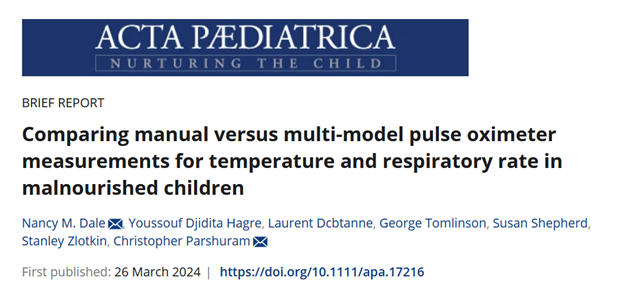 ACTA PÆDIATRICA
NURTURING THE CHILD
BRIEF REPORT
Comparing manual versus multi-model pulse oximeter
measurements for temperature and respiratory rate in
malnourished children
Nancy M. Dale, Youssouf Djidita Hagre, Laurent Dcbtanne, George Tomlinson, Susan Shepherd,
Stanley Zlotkin, Christopher Parshuram
First published: 26 March 2024 | https://doi.org/10.1111/apa.17216